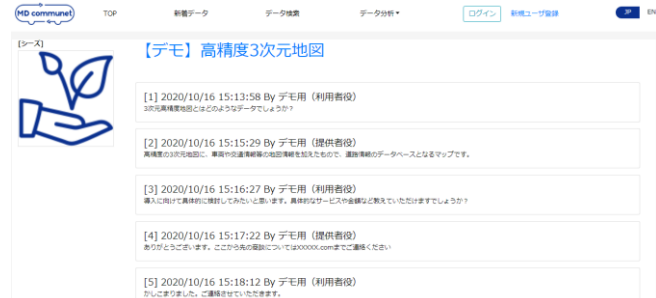 MD communet
TOP
新着データ
データ検索
データ分析▼
ログイン
新規ユーザ登録
JP
EN
[シーズ]
【デモ】高精度3次元地図
[1] 2020/10/16 15:13:58 By デモ用（利用者役）
3次元高精度地図とはどのようなデータでしょうか？
[2] 2020/10/16 15:15:29 By デモ用（提供者役）
高精度の3次元地図に、車両や交通情報等の地図情報を加えたもので、道路情報のデータベースとなるマップです。
[3] 2020/10/16 15:16:27 By デモ用（利用者役）
導入に向けて具体的に検討してみたいと思います。具体的なサービスや金額など教えていただけますでしょうか？
[4] 2020/10/16 15:17:22 By デモ用（提供者役）
ありがとうございます。ここから先の商談についてはXXXXX.comまでご連絡ください
[5] 2020/10/16 15:18:12 By デモ用（利用者役）
かしこまりました。ご連絡させていただきます。